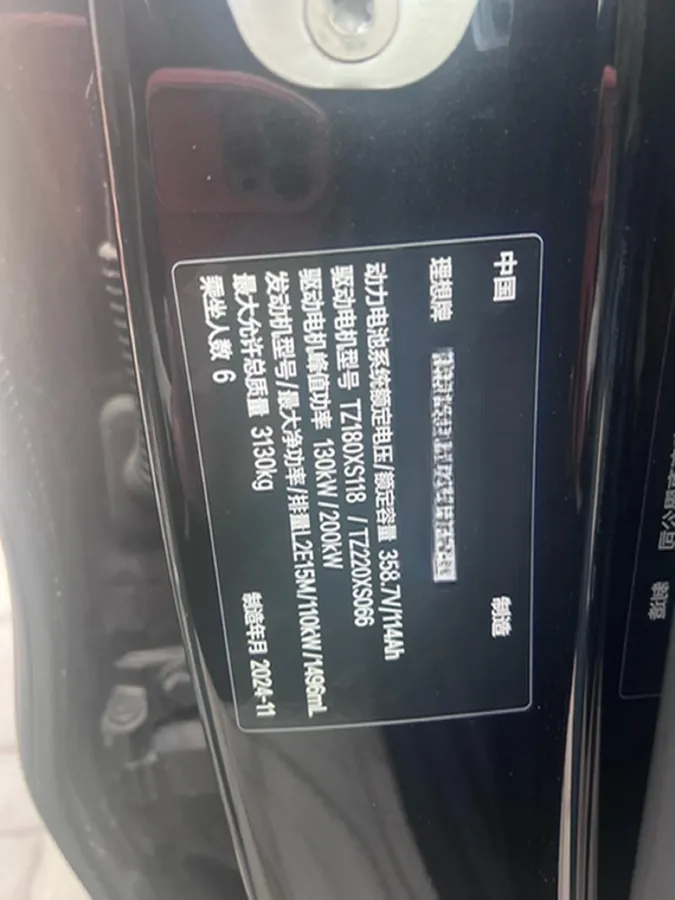 中国 制造
理想牌
动力电池系统额定电压/额定容量 358.7V/114Ah
驱动电机型号 TZ180XS118 / TZ220XS066
驱动电机峰值功率 130kW / 200kW
发动机型号/最大净功率/排量L2E15M/110kW/1496mL
最大允许总质量 3130kg 制造年月 2024-11
乘坐人数 6